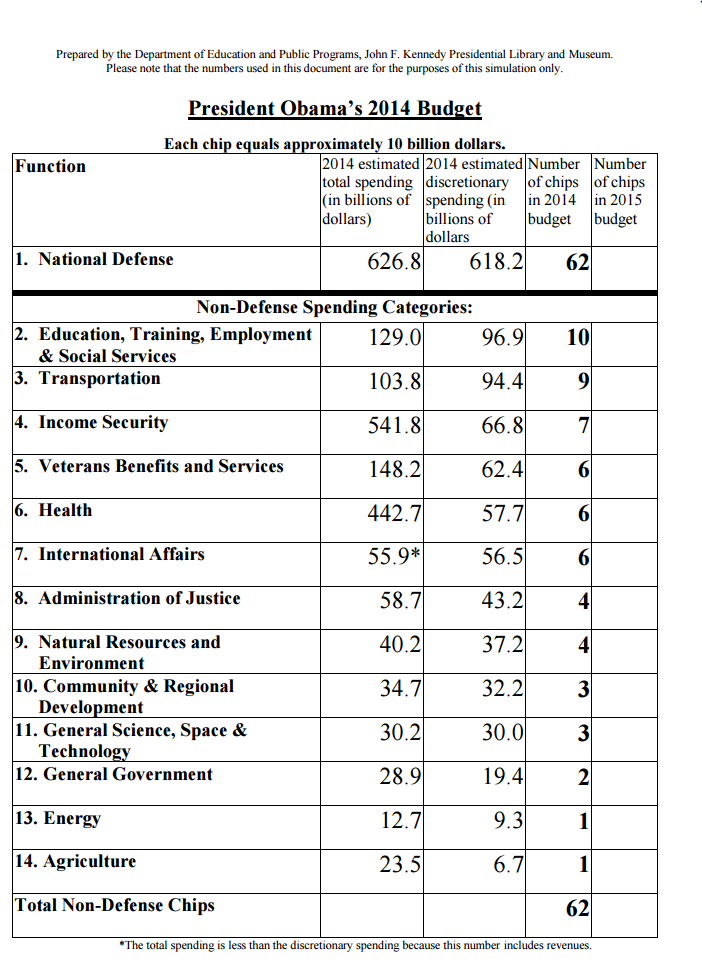 Prepared by the Department of Education and Public Programs, John F. Kennedy Presidential Library and Museum.
Please note that the numbers used in this document are for the purposes of this simulation only.
President Obama's 2014 Budget
Each chip equals approximately 10 billion dollars.
Function
2014 estimated total spending (in billions of dollars)
2014 estimated discretionary spending (in billions of dollars
Number of chips in 2014 budget
Number of chips in 2015 budget
1. National Defense 626.8 618.2 62
Non-Defense Spending Categories:
2. Education, Training, Employment & Social Services 129.0 96.9 10
3. Transportation 103.8 94.4 9
4. Income Security 541.8 66.8 7
5. Veterans Benefits and Services 148.2 62.4 6
6. Health 442.7 57.7 6
7. International Affairs 55.9* 56.5 6
8. Administration of Justice 58.7 43.2 4
9. Natural Resources and Environment 40.2 37.2 4
10. Community & Regional Development 34.7 32.2 3
11. General Science, Space & Technology 30.2 30.0 3
12. General Government 28.9 19.4 2
13. Energy 12.7 9.3 1
14. Agriculture 23.5 6.7 1
Total Non-Defense Chips 62
*The total spending is less than the discretionary spending because this number includes revenues.